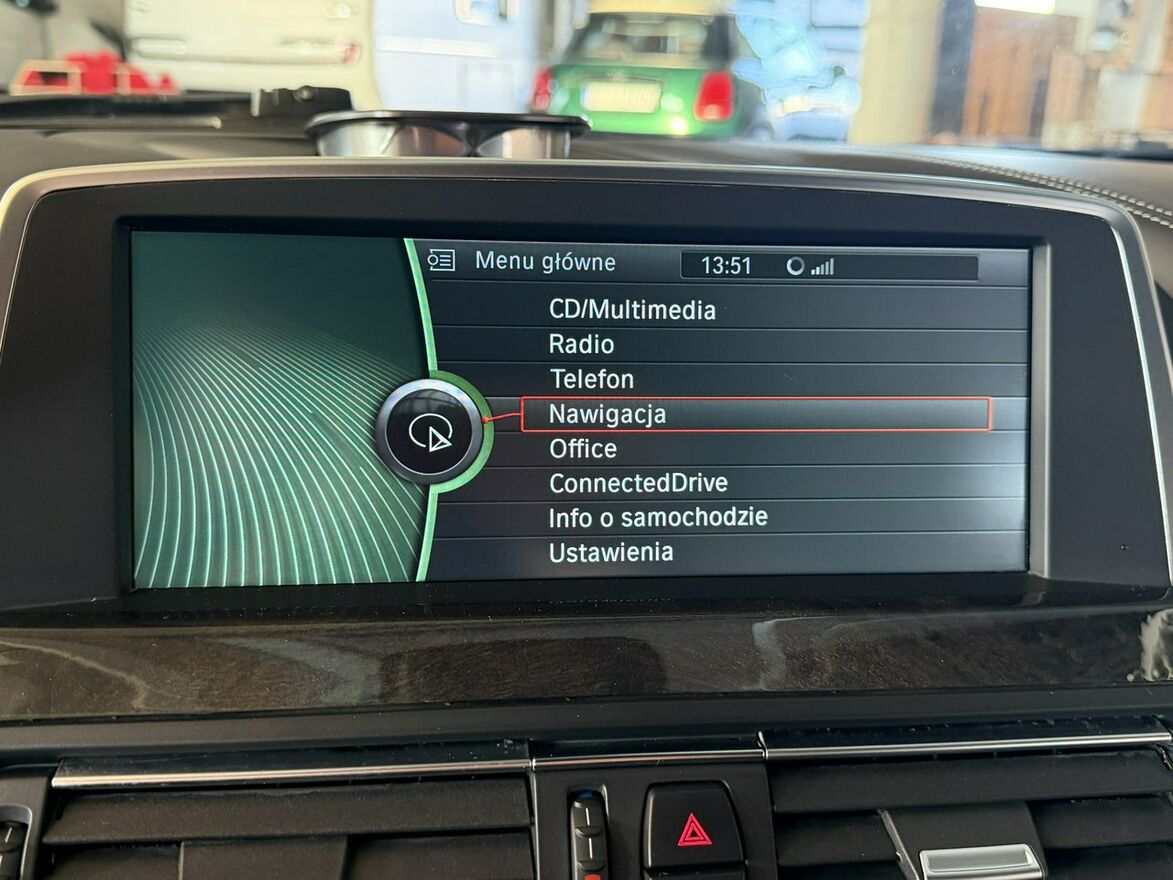 Menu główne
13:51
CD/Multimedia
Radio
Telefon
Nawigacja
Office
ConnectedDrive
Info o samochodzie
Ustawienia